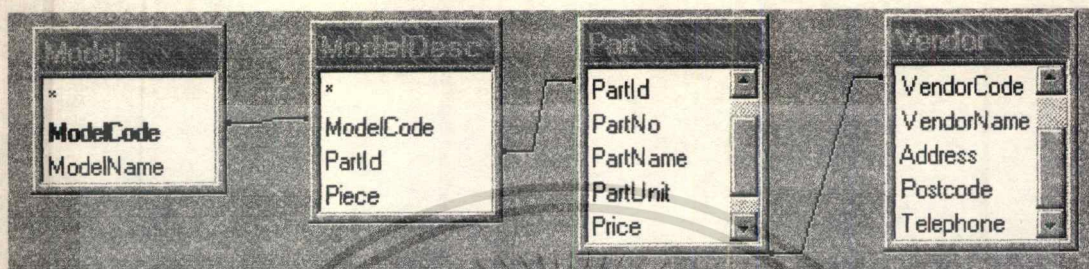 Model
*
ModelCode
ModelName
ModelDesc
*
ModelCode
PartId
Piece
Part
PartId
PartNo
PartName
PartUnit
Price
Vendor
VendorCode
VendorName
Address
Postcode
Telephone